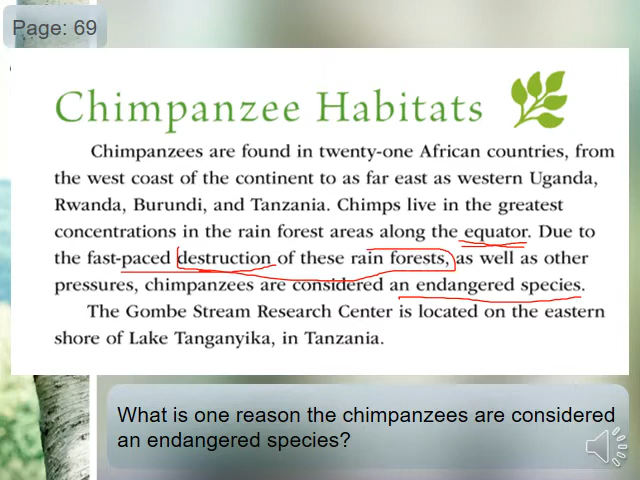 Page: 69
Chimpanzee Habitats
Chimpanzees are found in twenty-one African countries, from
the west coast of the continent to as far east as western Uganda,
Rwanda, Burundi, and Tanzania. Chimps live in the greatest
concentrations in the rain forest areas along the equator. Due to
the fast-paced destruction of these rain forests, as well as other
pressures, chimpanzees are considered an endangered species.
The Gombe Stream Research Center is located on the eastern
shore of Lake Tanganyika, in Tanzania.
What is one reason the chimpanzees are considered
an endangered species?